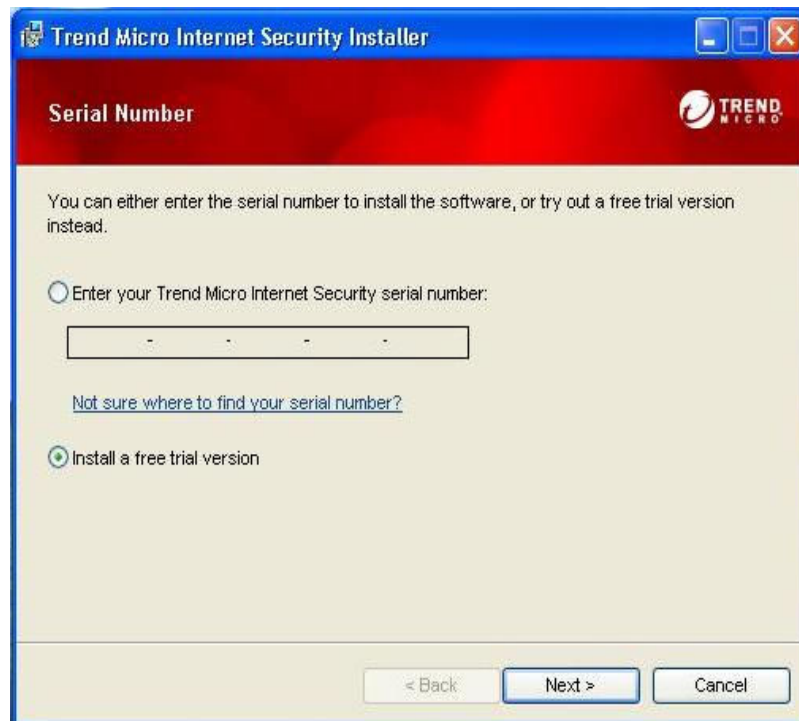 Trend Micro Internet Security Installer
Serial Number
TREND
MICRO
You can either enter the serial number to install the software, or try out a free trial version
instead.
Enter your Trend Micro Internet Security serial number:
- - - -
Not sure where to find your serial number?
Install a free trial version
< Back Next > Cancel